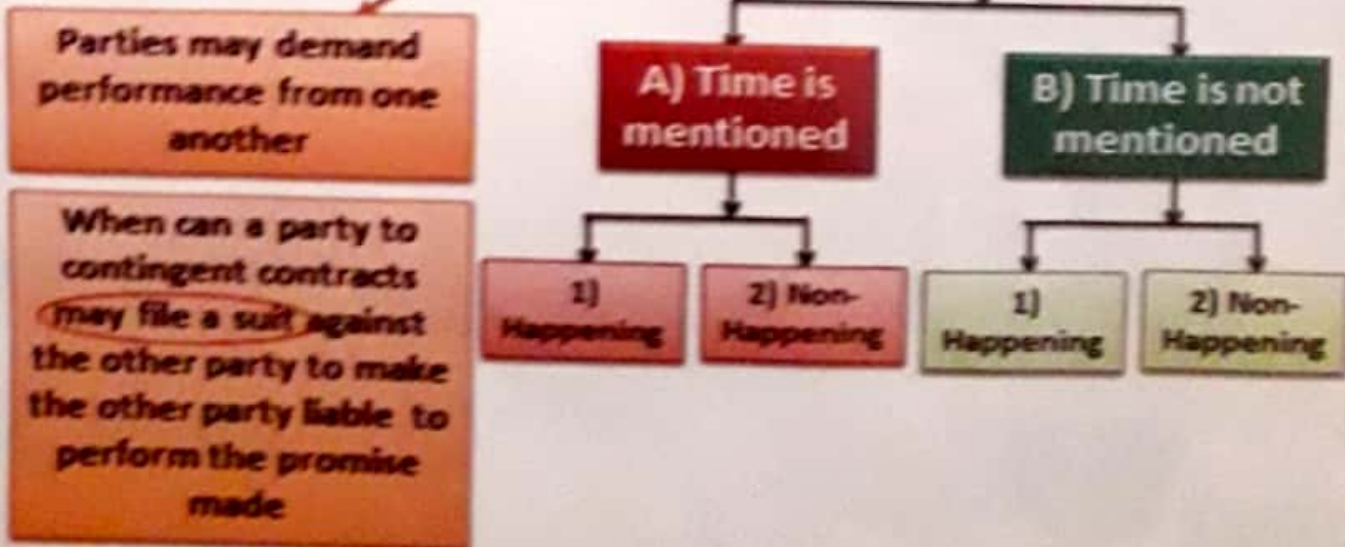 Parties may demand
performance from one
another
A) Time is
mentioned
B) Time is not
mentioned
When can a party to
contingent contracts
may file a suit against
the other party to make
the other party liable to
perform the promise
made
1)
Happening
2) Non-
Happening
1)
Happening
2) Non-
Happening